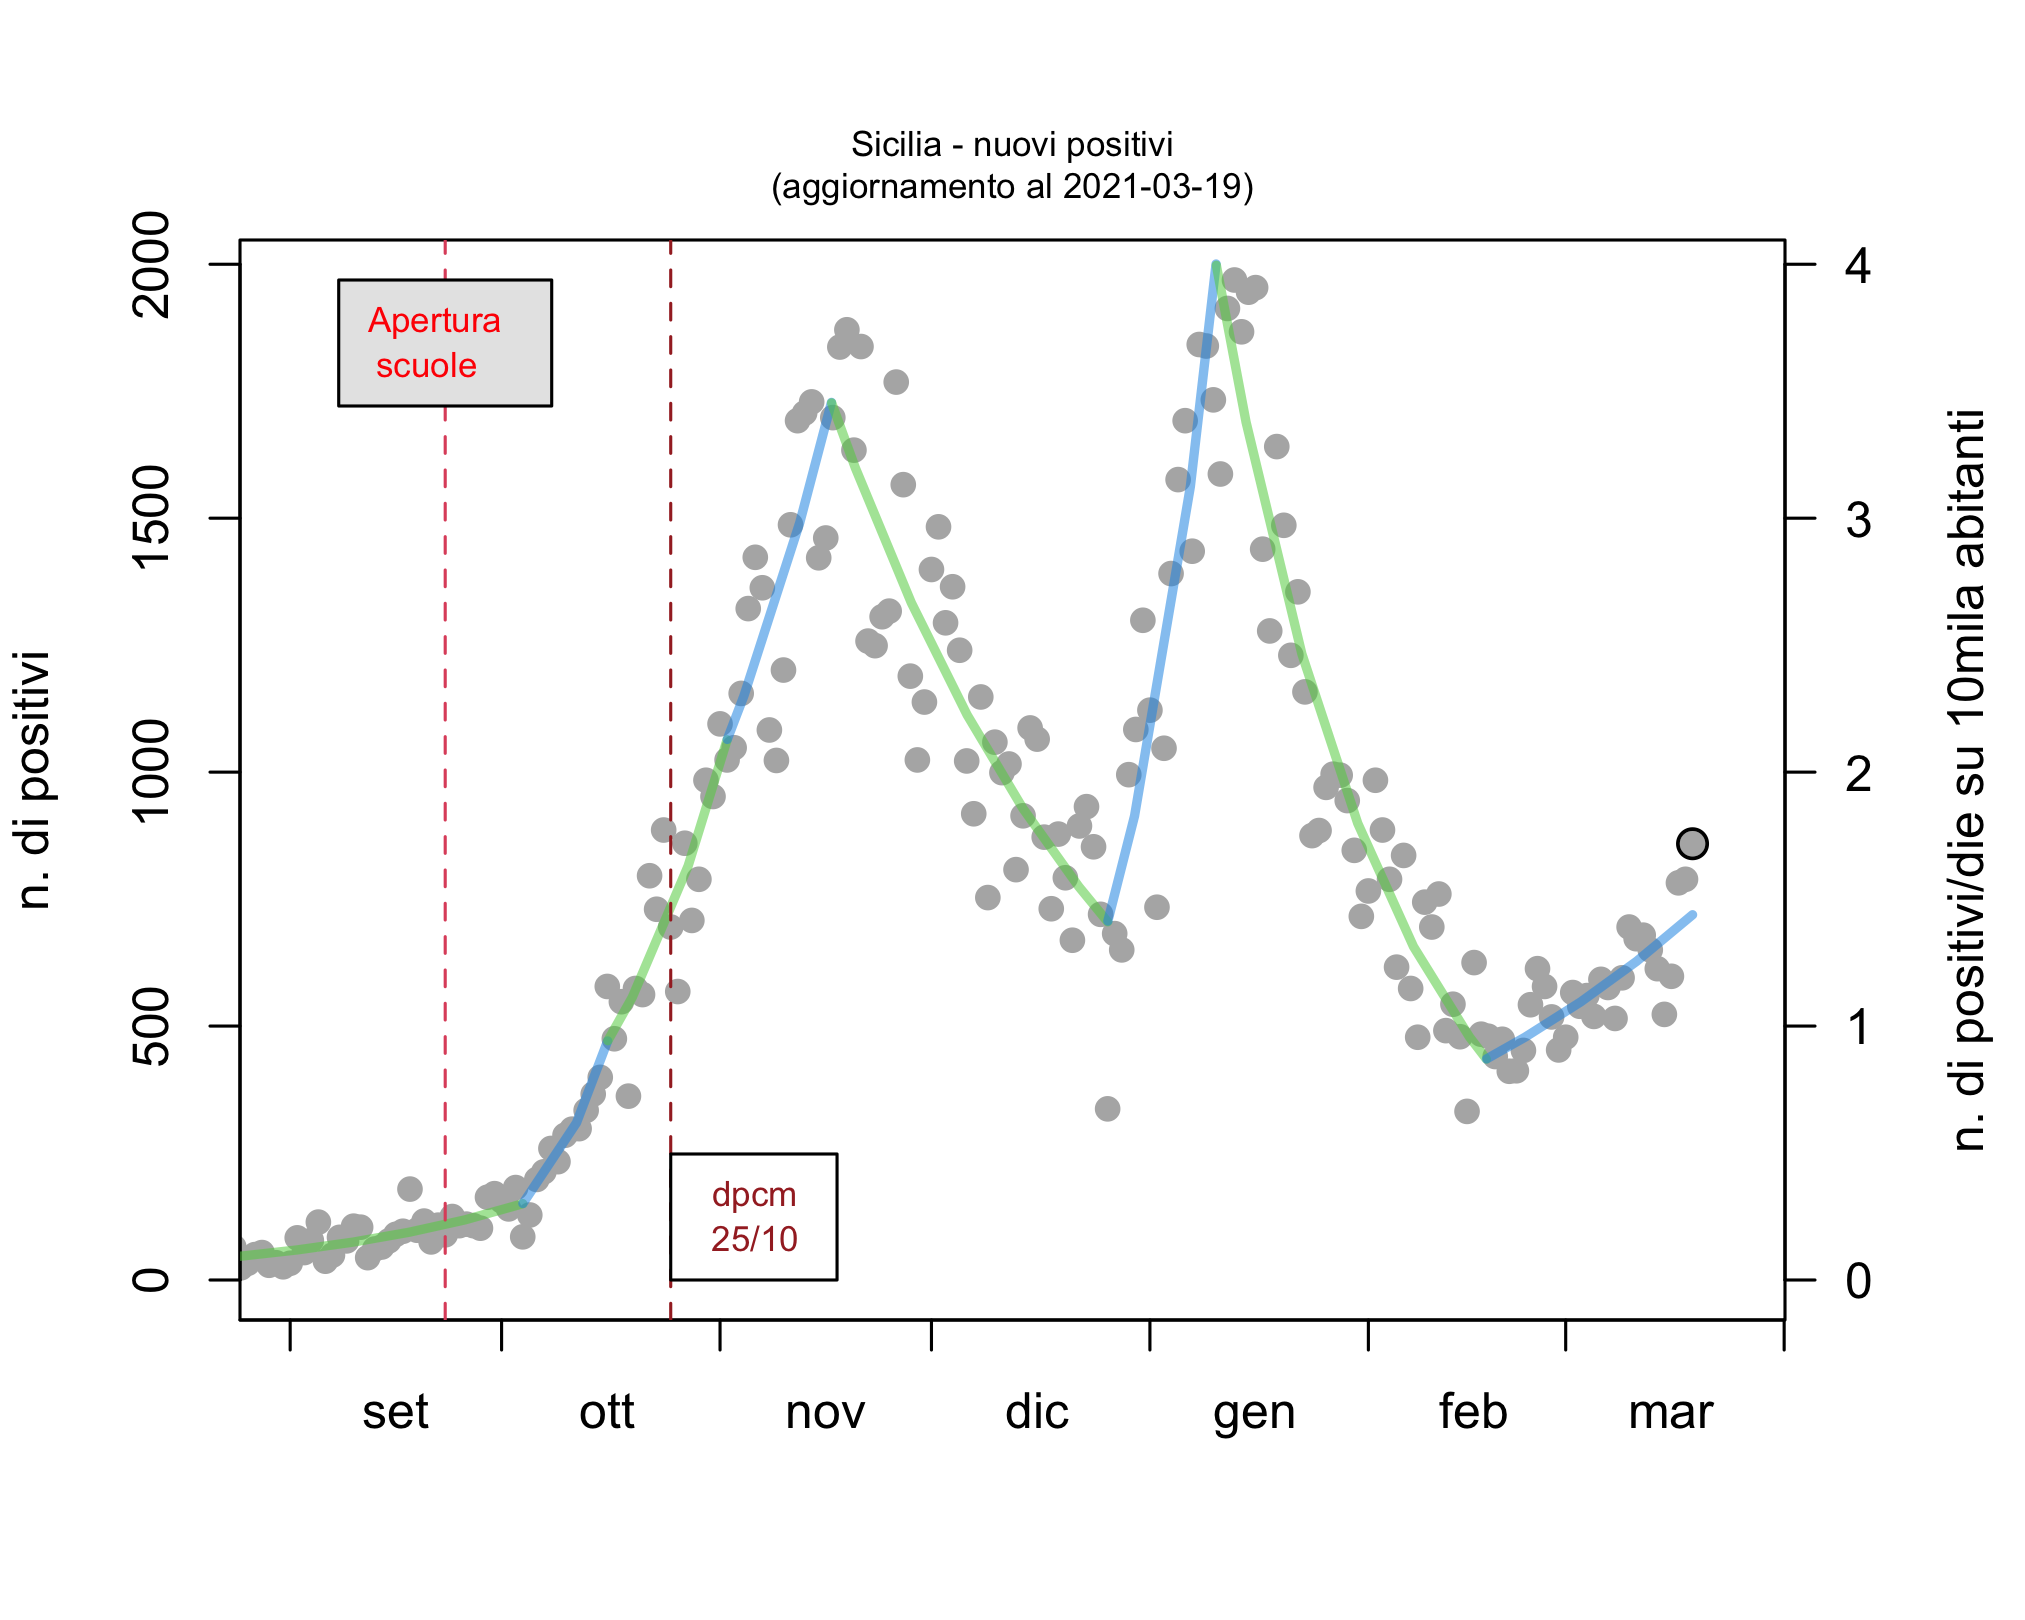 Sicilia - nuovi positivi
(aggiornamento al 2021-03-19)
n. di positivi
2000
1500
1000
500
0
Apertura
scuole
dpcm
25/10
4
3
2
1
0
n. di positivi/die su 10mila abitanti
set ott nov dic gen feb mar